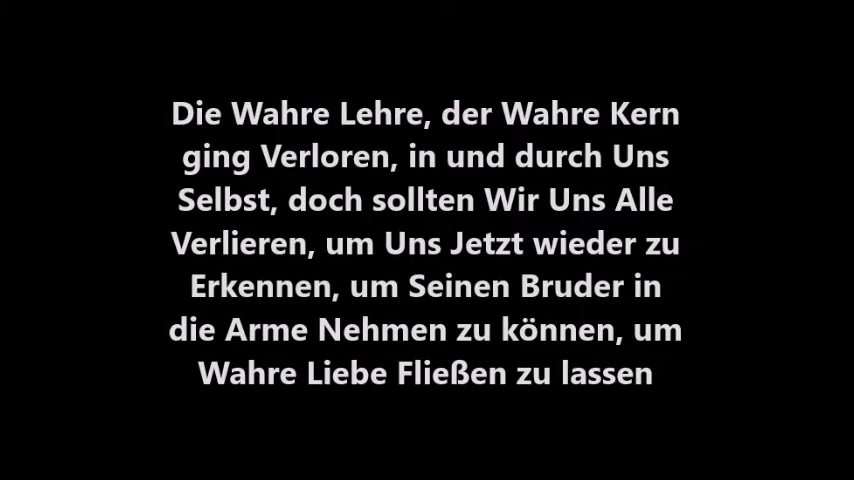 Die Wahre Lehre, der Wahre Kern
ging Verloren, in und durch Uns
Selbst, doch sollten Wir Uns Alle
Verlieren, um Uns Jetzt wieder zu
Erkennen, um Seinen Bruder in
die Arme Nehmen zu können, um
Wahre Liebe Fließen zu lassen